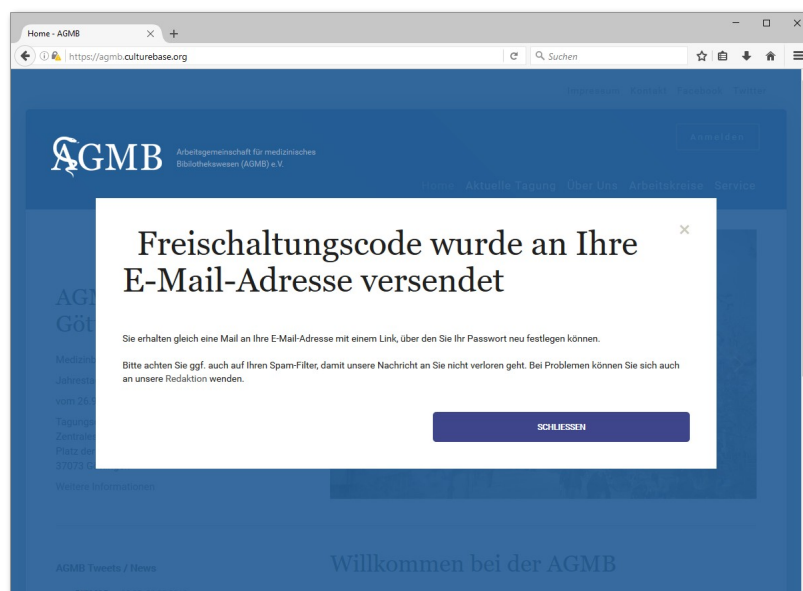 Home - AGMB
https://agmb.culturebase.org
Suchen
Impressum Kontakt Facebook Twitter
Anmelden
AGMB
Arbeitsgemeinschaft für medizinisches
Bibliothekswesen (AGMB) e.V.
Home Aktuelle Tagung Über Uns Arbeitskreise Service
Freischaltungscode wurde an Ihre
E-Mail-Adresse versendet
Sie erhalten gleich eine Mail an Ihre E-Mail-Adresse mit einem Link, über den Sie Ihr Passwort neu festlegen können.
Bitte achten Sie ggf. auch auf Ihren Spam-Filter, damit unsere Nachricht an Sie nicht verloren geht. Bei Problemen können Sie sich auch
an unsere Redaktion wenden.
SCHLIESSEN
Platz der
37073 G
Weitere Informationen
AGMB Tweets / News
Willkommen bei der AGMB